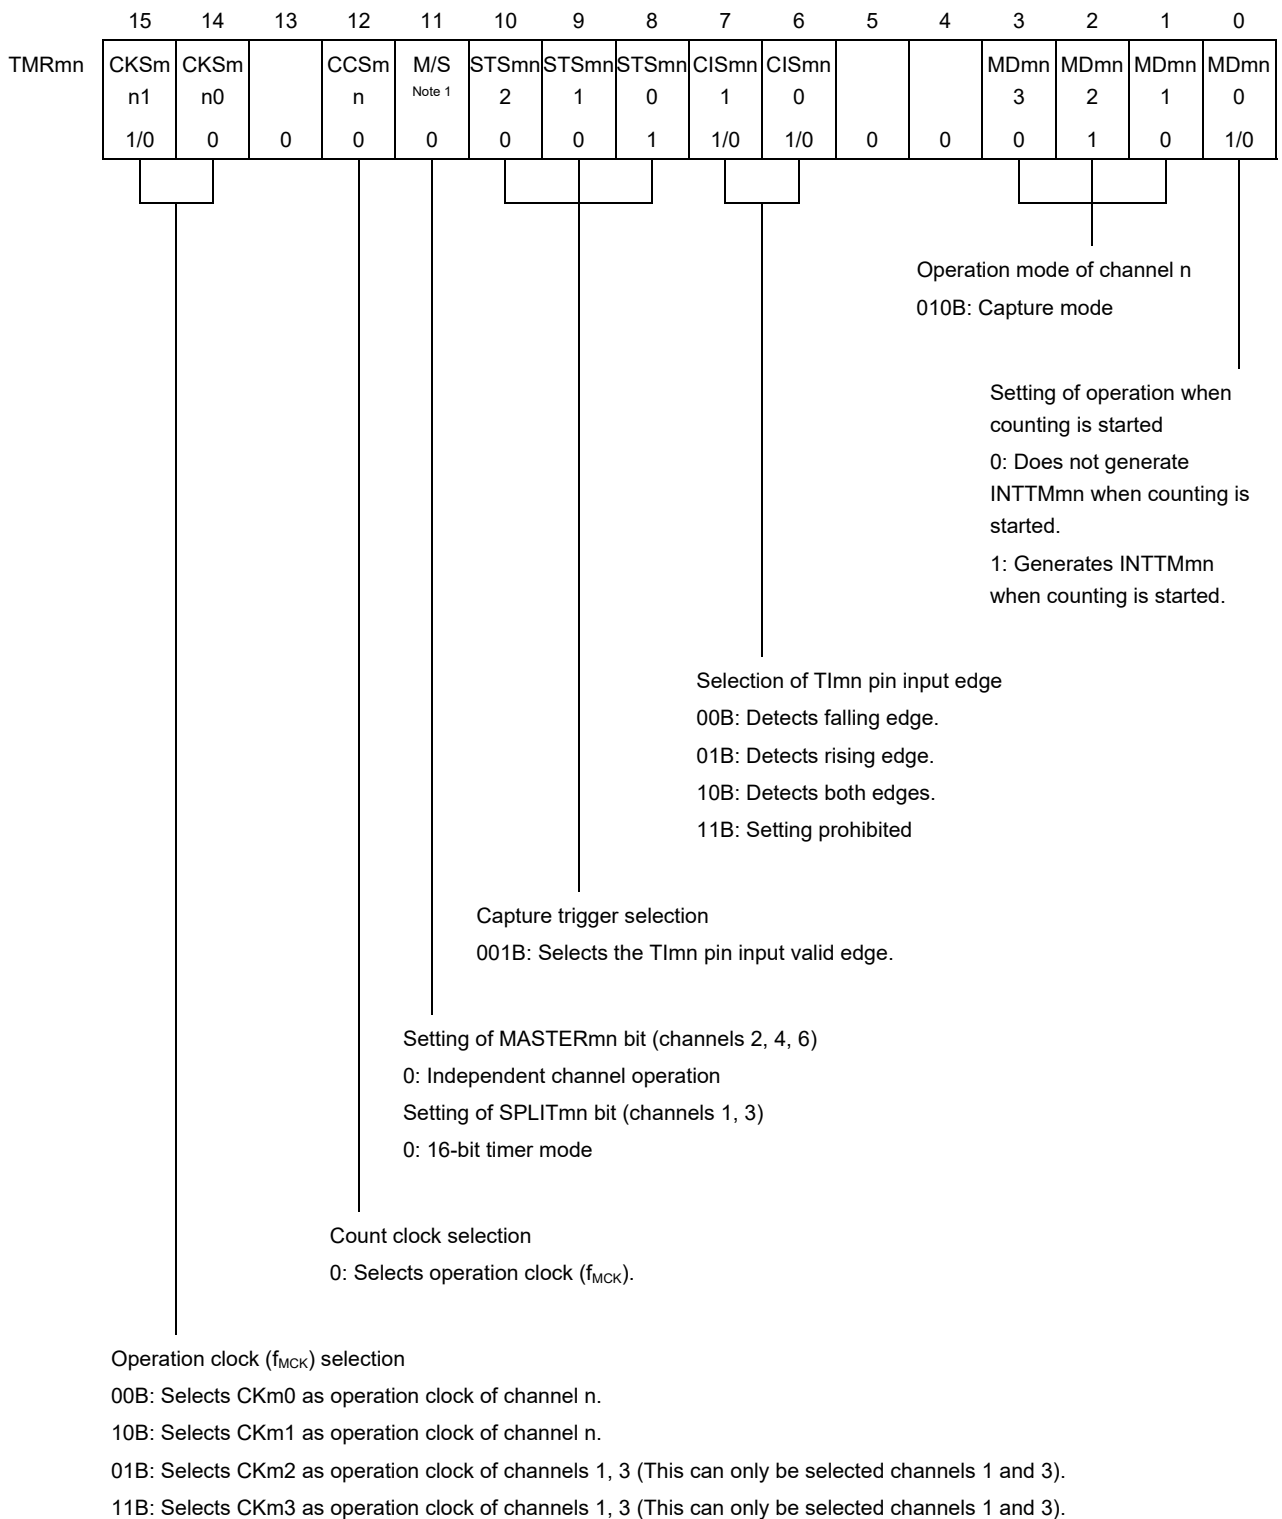 15 14 13 12 11 10 9 8 7 6 5 4 3 2 1 0
TMRmn CKSm CKSm CCSm M/S STSmn STSmn STSmn CISmn CISmn MDmn MDmn MDmn MDmn
n1 n0 n Note 1 2 1 0 1 0 3 2 1 0
1/0 0 0 0 0 0 0 1 1/0 1/0 0 0 0 1 0 1/0
Operation mode of channel n
010B: Capture mode
Setting of operation when
counting is started
0: Does not generate
INTTMmn when counting is
started.
1: Generates INTTMmn
when counting is started.
Selection of TImn pin input edge
00B: Detects falling edge.
01B: Detects rising edge.
10B: Detects both edges.
11B: Setting prohibited
Capture trigger selection
001B: Selects the TImn pin input valid edge.
Setting of MASTERmn bit (channels 2, 4, 6)
0: Independent channel operation
Setting of SPLITmn bit (channels 1, 3)
0: 16-bit timer mode
Count clock selection
0: Selects operation clock (fMCK).
Operation clock (fMCK) selection
00B: Selects CKm0 as operation clock of channel n.
10B: Selects CKm1 as operation clock of channel n.
01B: Selects CKm2 as operation clock of channels 1, 3 (This can only be selected channels 1 and 3).
11B: Selects CKm3 as operation clock of channels 1, 3 (This can only be selected channels 1 and 3).